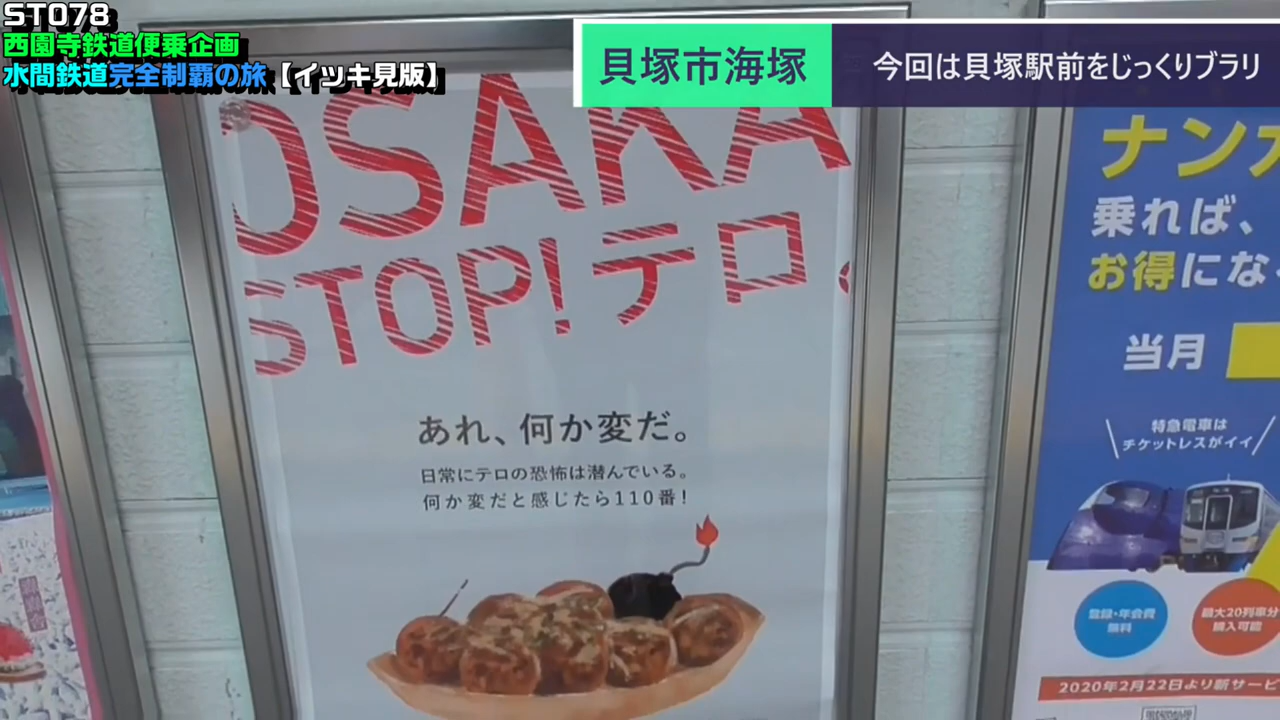 ST078
西園寺鉄道便乗企画
水間鉄道完全制覇の旅【イツキ見版】
貝塚市海塚
今回は貝塚駅前をじっくりブラリ
OSAKA
STOP!テロ。
あれ、何か変だ。
日常にテロの恐怖は潜んでいる。
何か変だと感じたら110番!
ナン
乗れば、
お得にな
当月
特急電車は
チケットレスがイイ
登録・年会費
無料
最大20列車分
購入可能
2020年2月22日より新サービ